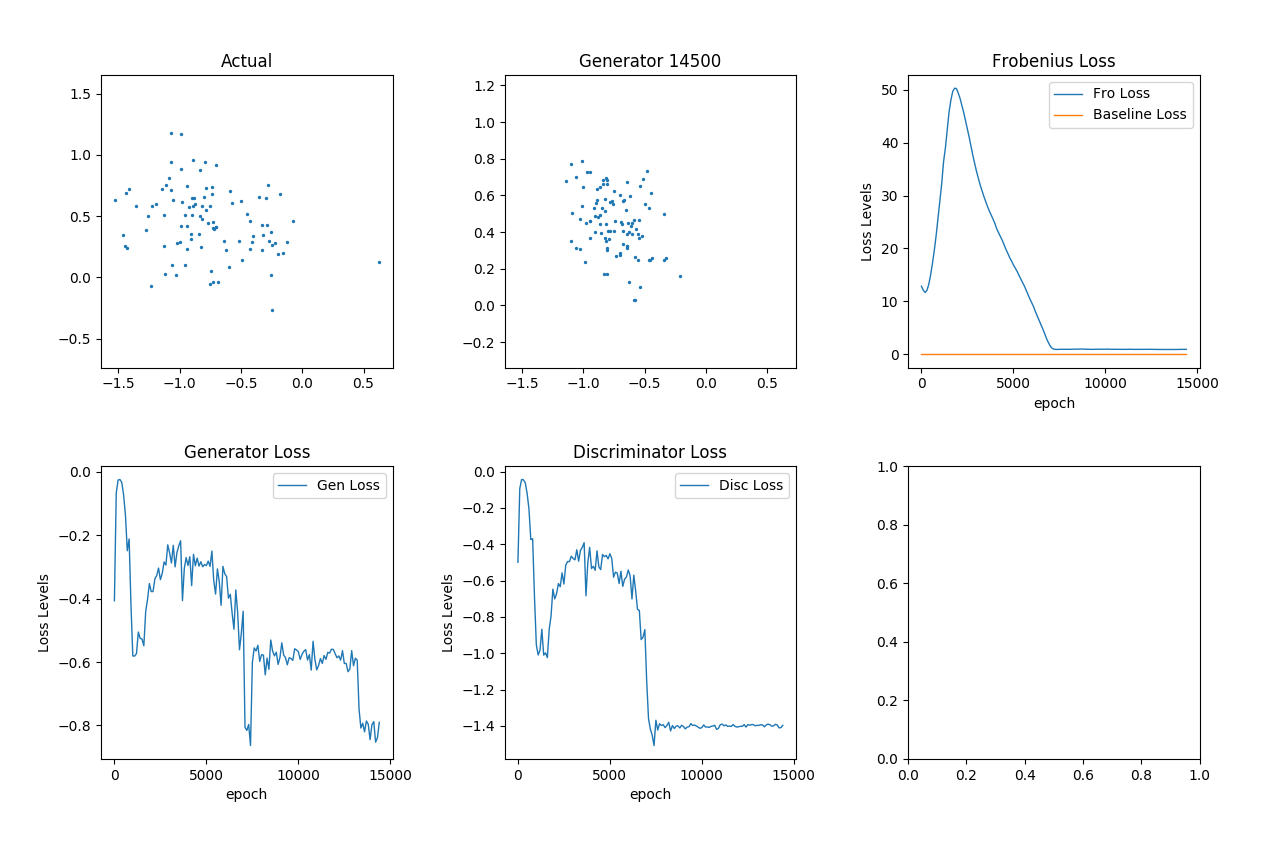 Actual
1.5
1.0
0.5
0.0
−0.5
−1.5 −1.0 −0.5 0.0 0.5
Generator 14500
1.2
1.0
0.8
0.6
0.4
0.2
0.0
−0.2
−1.5 −1.0 −0.5 0.0 0.5
Frobenius Loss
Fro Loss
Baseline Loss
Loss Levels
50
40
30
20
10
0
0 5000 10000 15000
epoch
Generator Loss
Gen Loss
Loss Levels
0.0
−0.2
−0.4
−0.6
−0.8
0 5000 10000 15000
epoch
Discriminator Loss
Disc Loss
Loss Levels
0.0
−0.2
−0.4
−0.6
−0.8
−1.0
−1.2
−1.4
0 5000 10000 15000
epoch
1.0
0.8
0.6
0.4
0.2
0.0
0.0 0.2 0.4 0.6 0.8 1.0